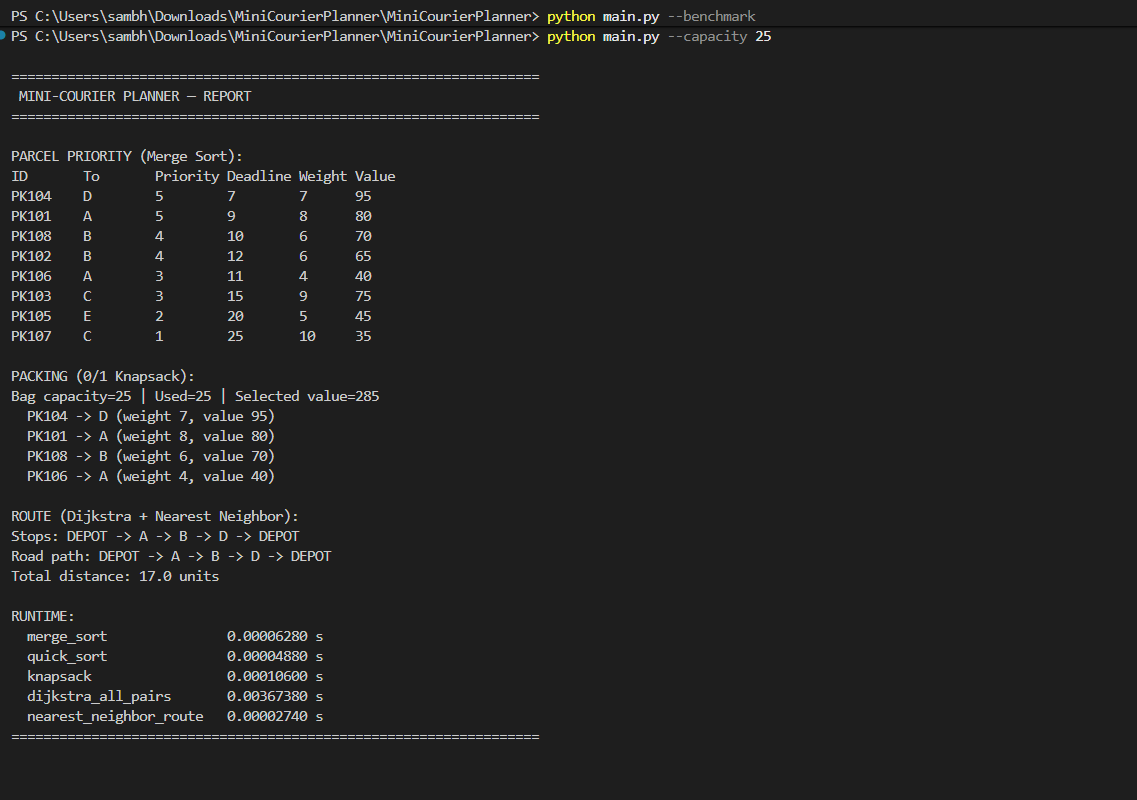 PS C:\Users\sambh\Downloads\MiniCourierPlanner\MiniCourierPlanner> python main.py --benchmark
PS C:\Users\sambh\Downloads\MiniCourierPlanner\MiniCourierPlanner> python main.py --capacity 25
==================================================================
MINI-COURIER PLANNER — REPORT
==================================================================
PARCEL PRIORITY (Merge Sort):
ID       To       Priority Deadline Weight Value
PK104    D        5        7        7      95
PK101    A        5        9        8      80
PK108    B        4        10       6      70
PK102    B        4        12       6      65
PK106    A        3        11       4      40
PK103    C        3        15       9      75
PK105    E        2        20       5      45
PK107    C        1        25       10     35
PACKING (0/1 Knapsack):
Bag capacity=25 | Used=25 | Selected value=285
  PK104 -> D (weight 7, value 95)
  PK101 -> A (weight 8, value 80)
  PK108 -> B (weight 6, value 70)
  PK106 -> A (weight 4, value 40)
ROUTE (Dijkstra + Nearest Neighbor):
Stops: DEPOT -> A -> B -> D -> DEPOT
Road path: DEPOT -> A -> B -> D -> DEPOT
Total distance: 17.0 units
RUNTIME:
  merge_sort               0.00006280 s
  quick_sort               0.00004880 s
  knapsack                 0.00010600 s
  dijkstra_all_pairs       0.00367380 s
  nearest_neighbor_route   0.00002740 s
==================================================================